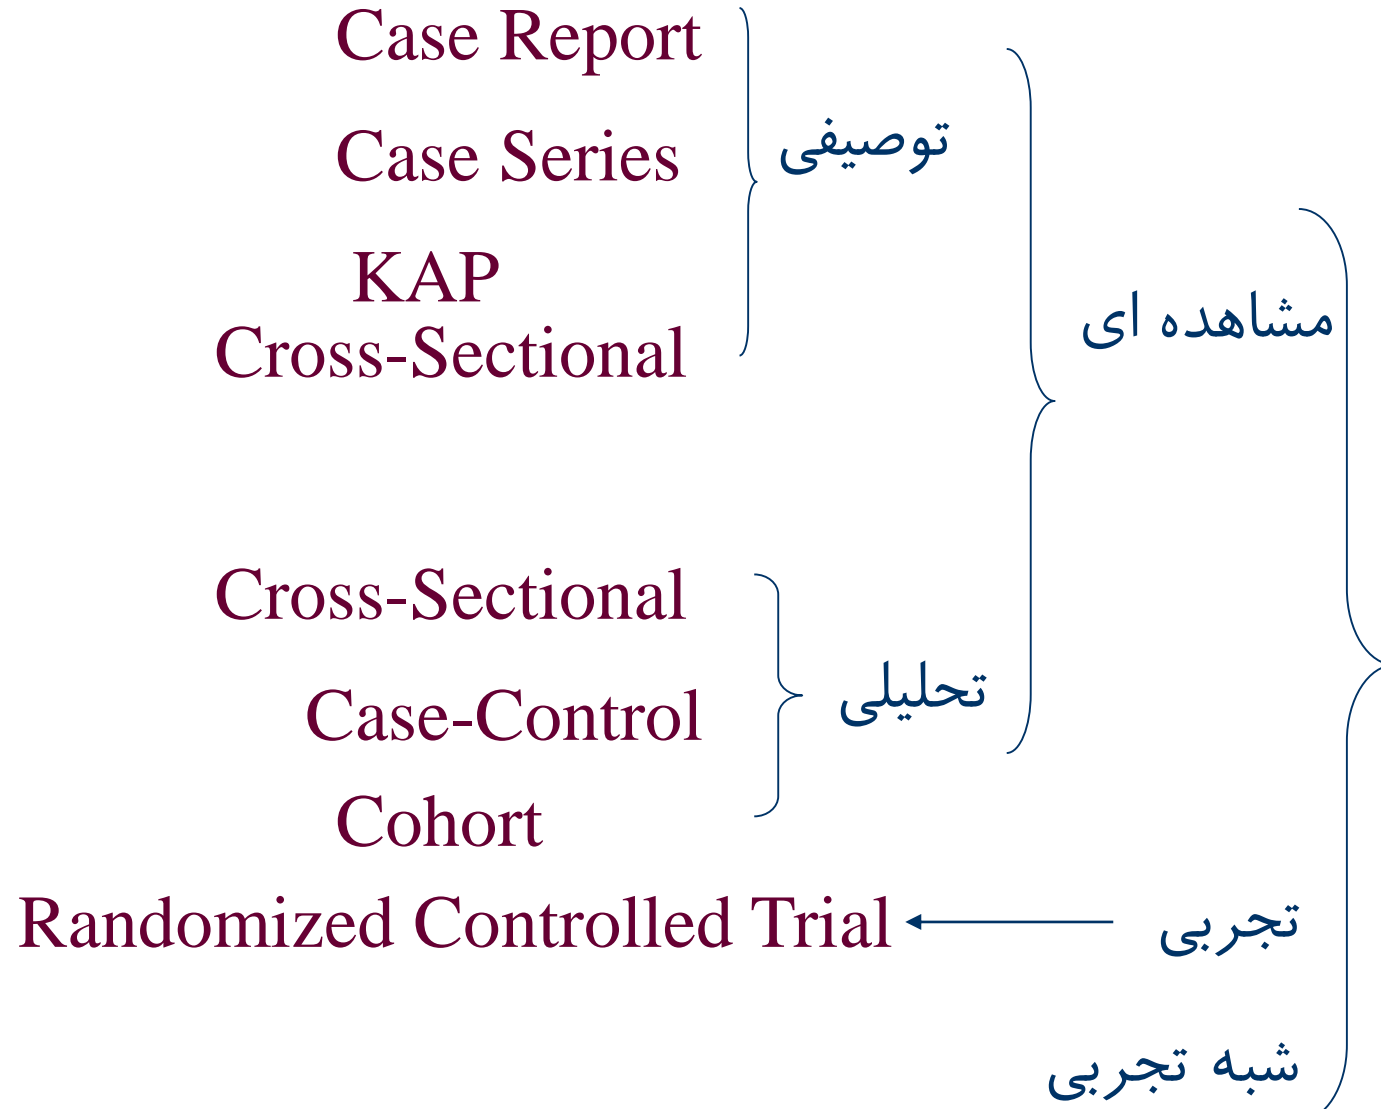 Case Report
توصیفی
Case Series
KAP
مشاهده ای
Cross-Sectional
Cross-Sectional
تحلیلی
Case-Control
Cohort
Randomized Controlled Trial
تجربی
شبه تجربی